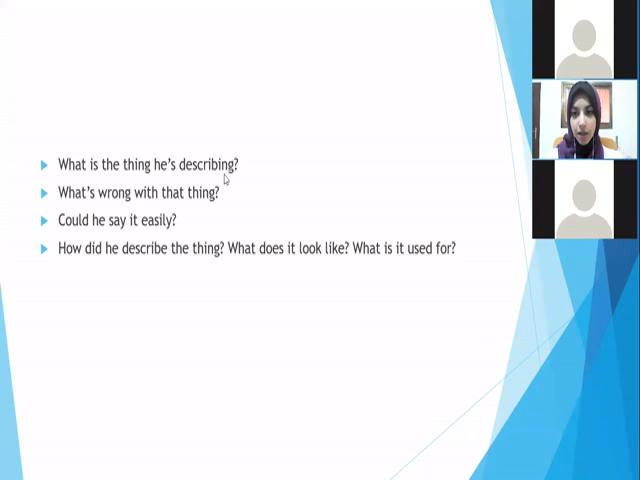 What is the thing he's describing?
What's wrong with that thing?
Could he say it easily?
How did he describe the thing? What does it look like? What is it used for?